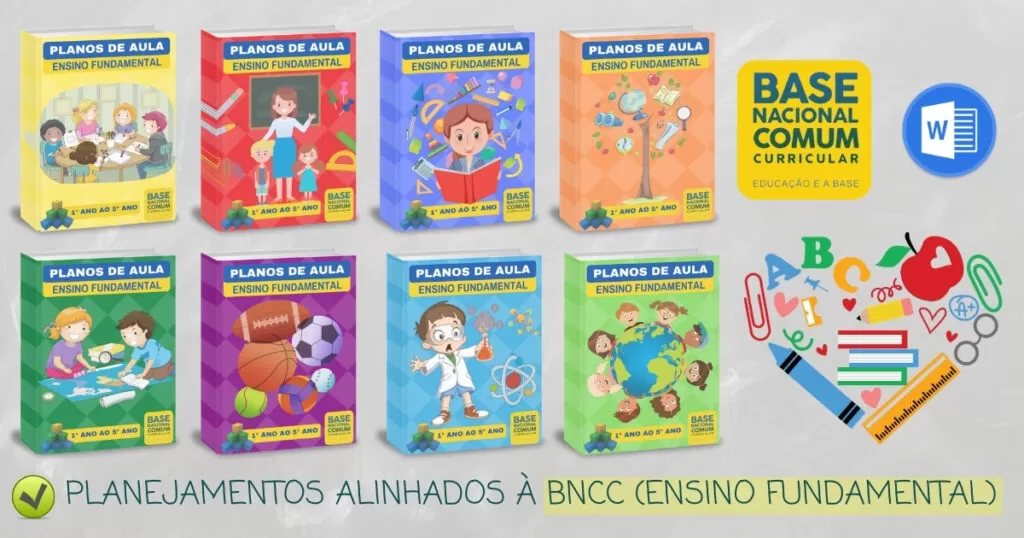 PLANOS DE AULA
ENSINO FUNDAMENTAL
1º ANO AO 5º ANO
BASE
NACIONAL
COMUM
CURRICULAR
PLANOS DE AULA
ENSINO FUNDAMENTAL
1º ANO AO 5º ANO
BASE
NACIONAL
COMUM
CURRICULAR
PLANOS DE AULA
ENSINO FUNDAMENTAL
1º ANO AO 5º ANO
BASE
NACIONAL
COMUM
CURRICULAR
PLANOS DE AULA
ENSINO FUNDAMENTAL
1º ANO AO 5º ANO
BASE
NACIONAL
COMUM
CURRICULAR
BASE
NACIONAL
COMUM
CURRICULAR
EDUCAÇÃO É A BASE
W
PLANOS DE AULA
ENSINO FUNDAMENTAL
1º ANO AO 5º ANO
BASE
NACIONAL
COMUM
CURRICULAR
PLANOS DE AULA
ENSINO FUNDAMENTAL
1º ANO AO 5º ANO
BASE
NACIONAL
COMUM
CURRICULAR
PLANOS DE AULA
ENSINO FUNDAMENTAL
1º ANO AO 5º ANO
BASE
NACIONAL
COMUM
CURRICULAR
PLANOS DE AULA
ENSINO FUNDAMENTAL
1º ANO AO 5º ANO
BASE
NACIONAL
COMUM
CURRICULAR
A B C
A+
PLANEJAMENTOS ALINHADOS À BNCC (ENSINO FUNDAMENTAL)